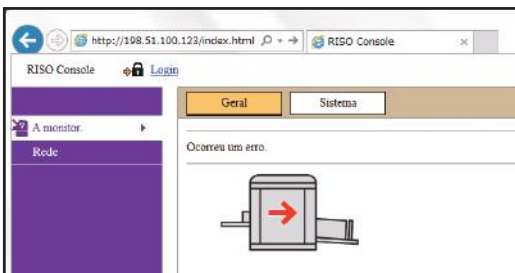 http://198.51.100.123/index.html
RISO Console
RISO Console
Login
Geral
Sistema
A monitor.
Rede
Ocorreu um erro.